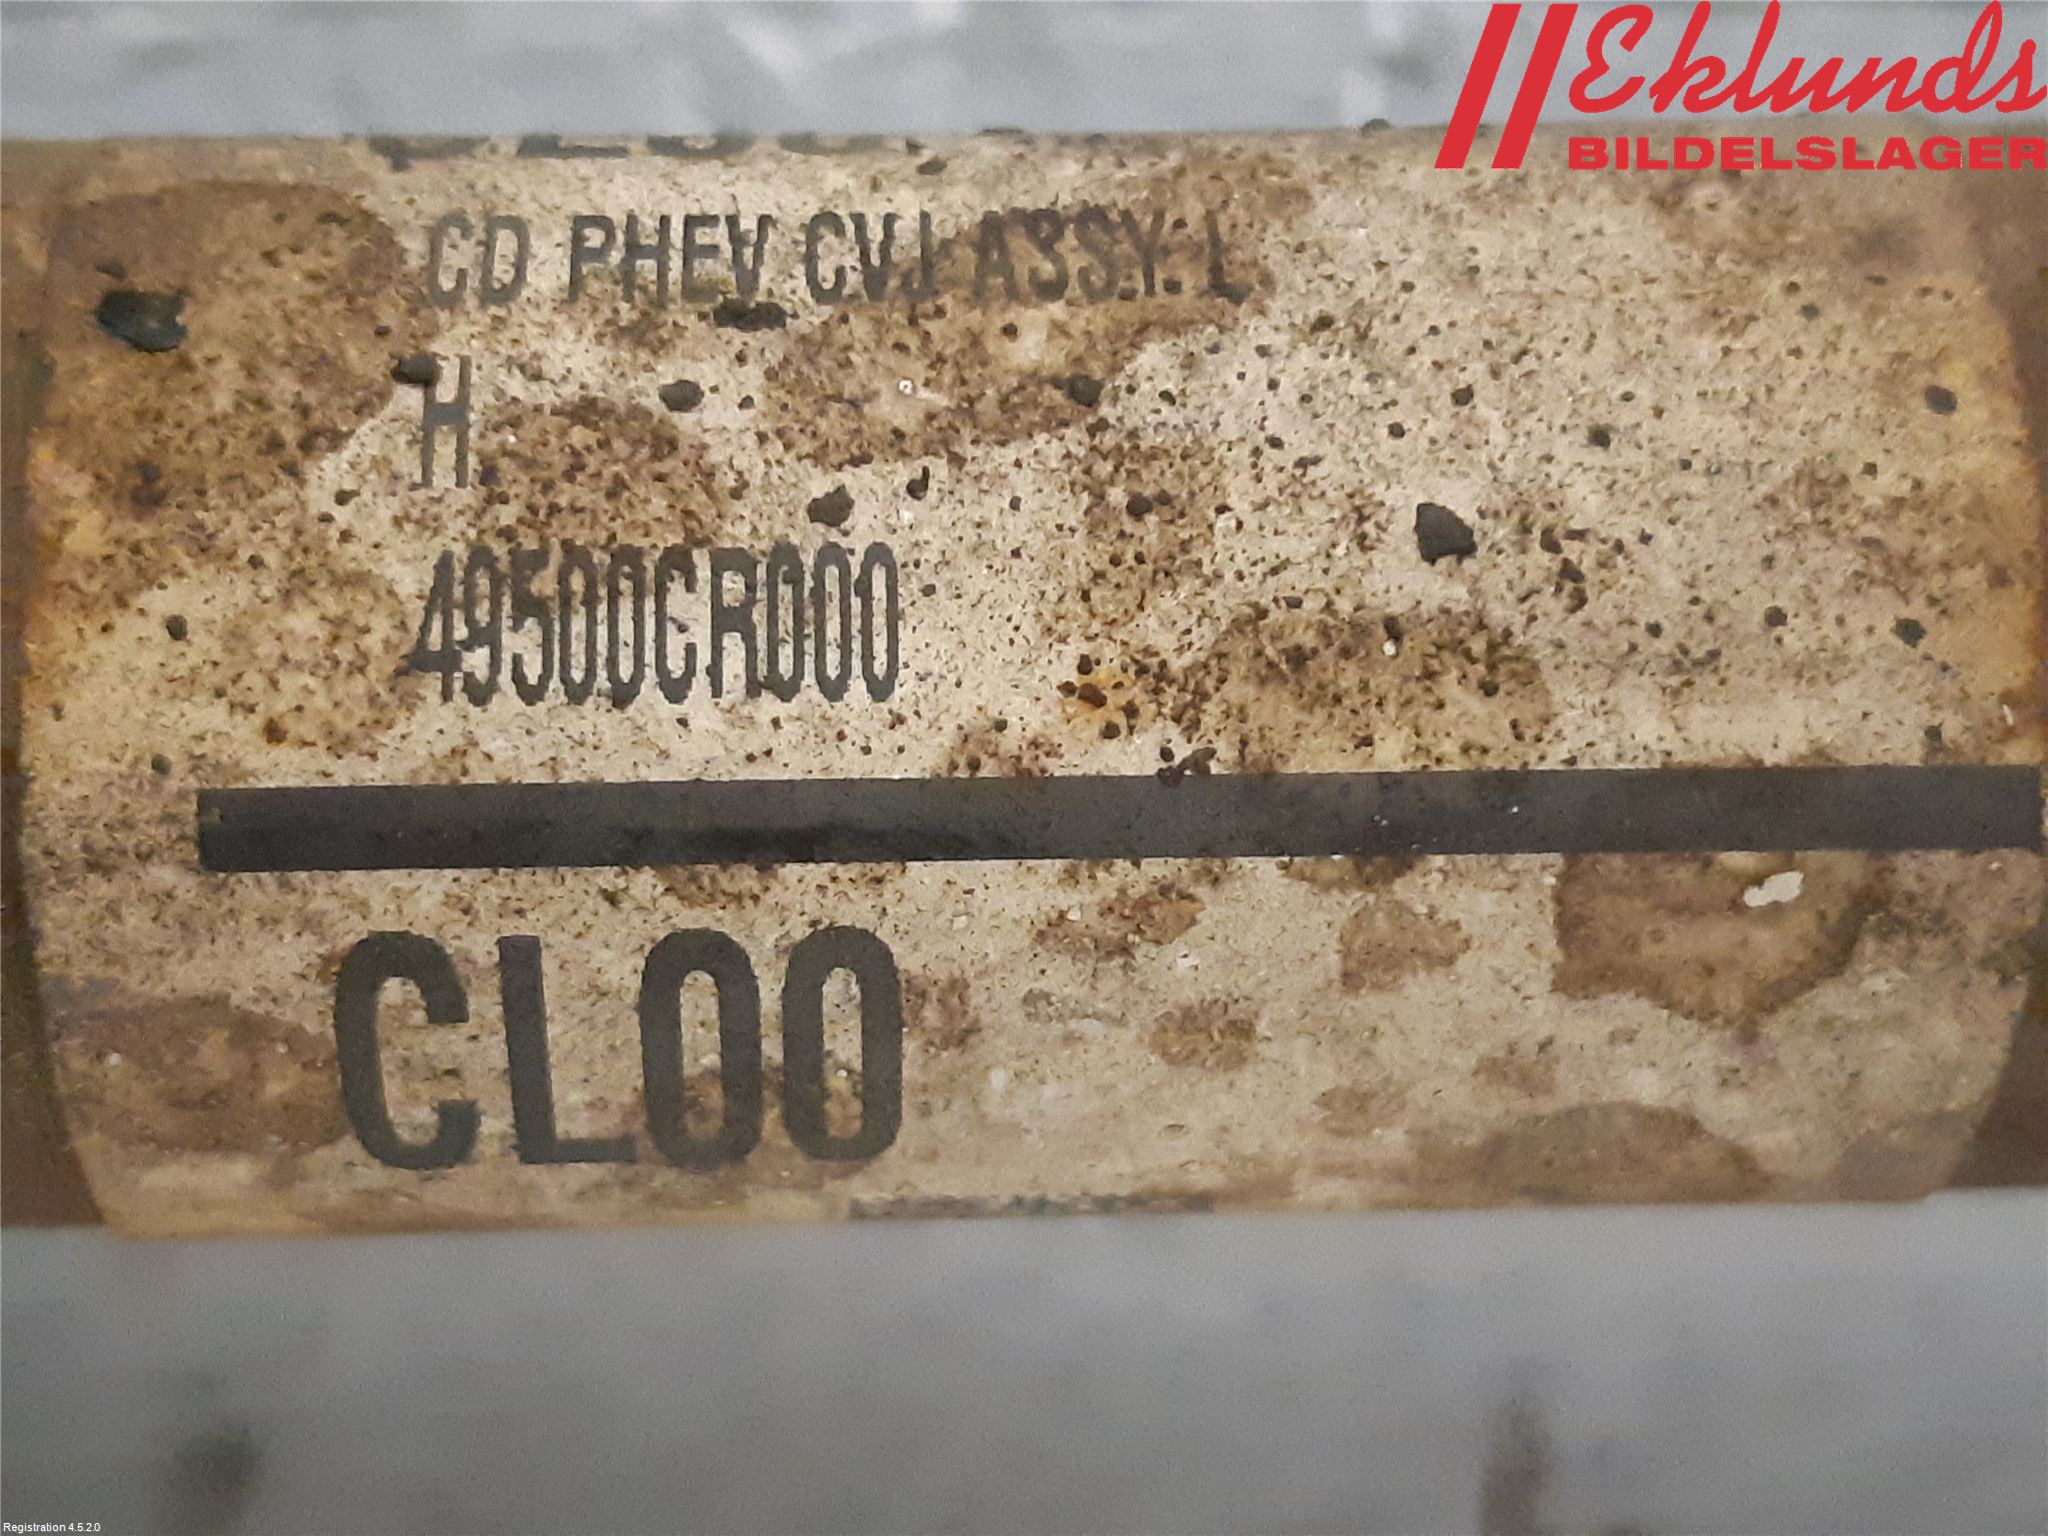 Eklunds
BILDELSLAGER
CD PHEV CVJ ASSY. L
H
49500CR000
CL00
Registration 4.5.2.0